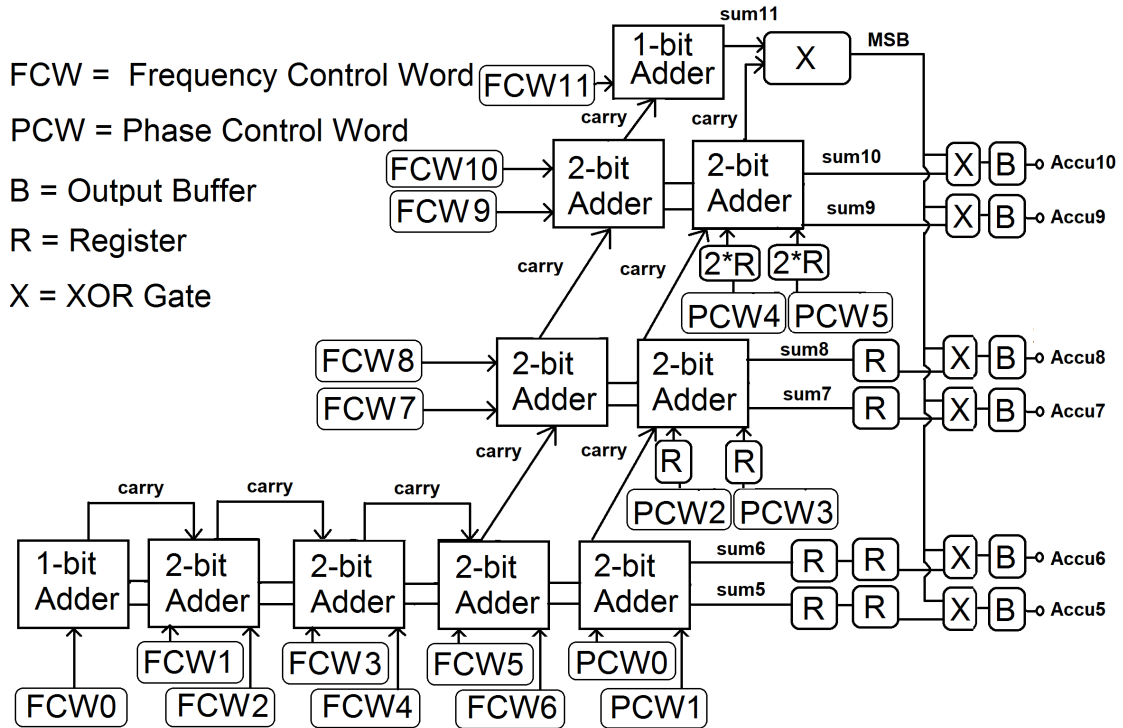 sum11
1-bit
Adder
X
MSB
FCW = Frequency Control Word
FCW11
carry
carry
PCW = Phase Control Word
FCW10
2-bit
Adder
2-bit
Adder
sum10
X
B
Accu10
B = Output Buffer
FCW9
sum9
X
B
Accu9
R = Register
carry
carry
2*R
2*R
X = XOR Gate
PCW4
PCW5
FCW8
2-bit
Adder
2-bit
Adder
sum8
R
X
B
Accu8
FCW7
sum7
R
X
B
Accu7
carry
carry
R
R
carry
carry
carry
PCW2
PCW3
1-bit
Adder
2-bit
Adder
2-bit
Adder
2-bit
Adder
2-bit
Adder
sum6
R
R
X
B
Accu6
sum5
R
R
X
B
Accu5
FCW1
FCW3
FCW5
PCW0
FCW0
FCW2
FCW4
FCW6
PCW1